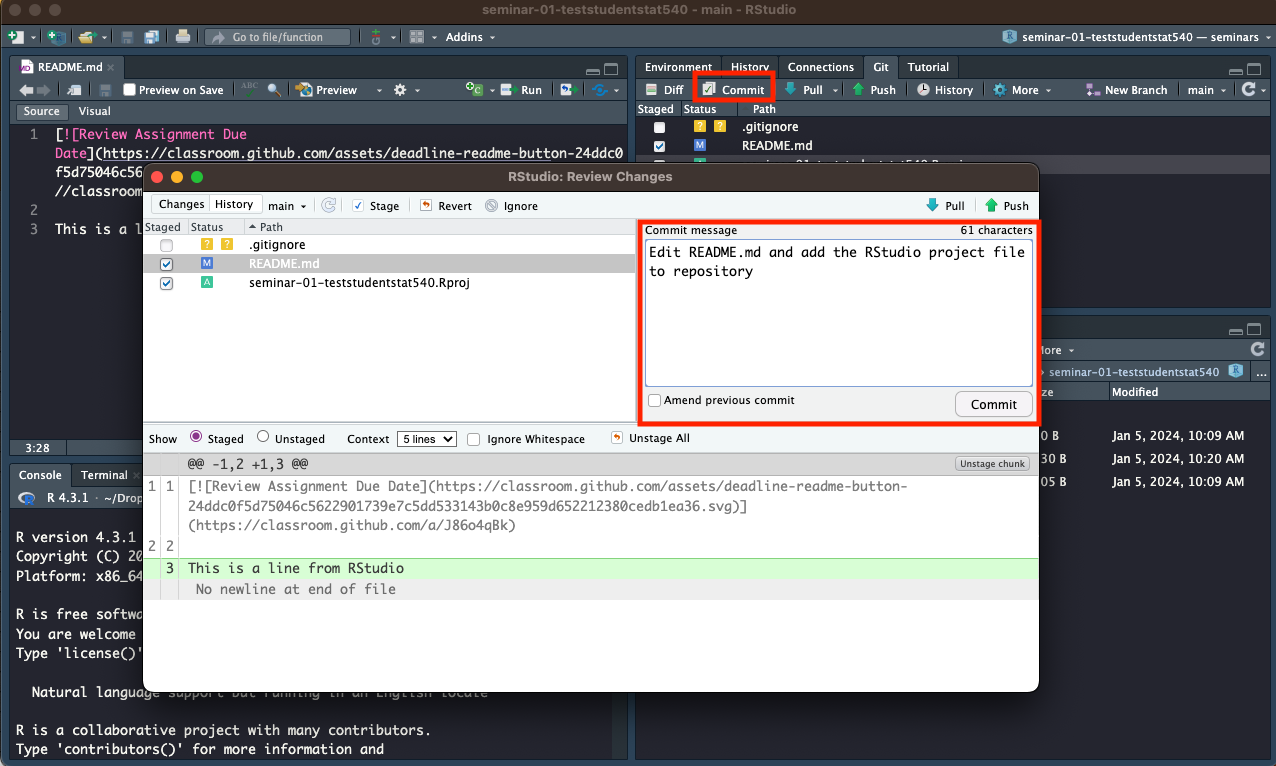 seminar-01-teststudentstat540 - main - RStudio
Go to file/function
Addins
seminar-01-teststudentstat540 — seminars
README.md
Preview on Save
ABC
Preview
Run
Source
Visual
1 [![Review Assignment Due
Date](https://classroom.github.com/assets/deadline-readme-button-24ddc0
f5d75046c56
//classroom
2
3 This is a l
3:28
Environment History Connections Git Tutorial
Diff Commit Pull Push History More New Branch main
Staged Status Path
? ? .gitignore
M README.md
RStudio: Review Changes
Changes History main Stage Revert Ignore Pull Push
Staged Status Path
? ? .gitignore
M README.md
A seminar-01-teststudentstat540.Rproj
Commit message 61 characters
Edit README.md and add the RStudio project file
to repository
Amend previous commit
Commit
Show Staged Unstaged Context 5 lines Ignore Whitespace Unstage All
@@ -1,2 +1,3 @@ Unstage chunk
1 1 [![Review Assignment Due Date](https://classroom.github.com/assets/deadline-readme-button-
24ddc0f5d75046c5622901739e7c5dd533143b0c8e959d652212380cedb1ea36.svg)]
(https://classroom.github.com/a/J86o4qBk)
2 2
3 This is a line from RStudio
No newline at end of file
More
seminar-01-teststudentstat540
...
ze Modified
0 B Jan 5, 2024, 10:09 AM
30 B Jan 5, 2024, 10:20 AM
05 B Jan 5, 2024, 10:09 AM
Console Terminal
R 4.3.1 · ~/Drop
R version 4.3.1
Copyright (C) 20
Platform: x86_64
R is free softwa
You are welcome
Type 'license()'
Natural language support but running in an English locale
R is a collaborative project with many contributors.
Type 'contributors()' for more information and